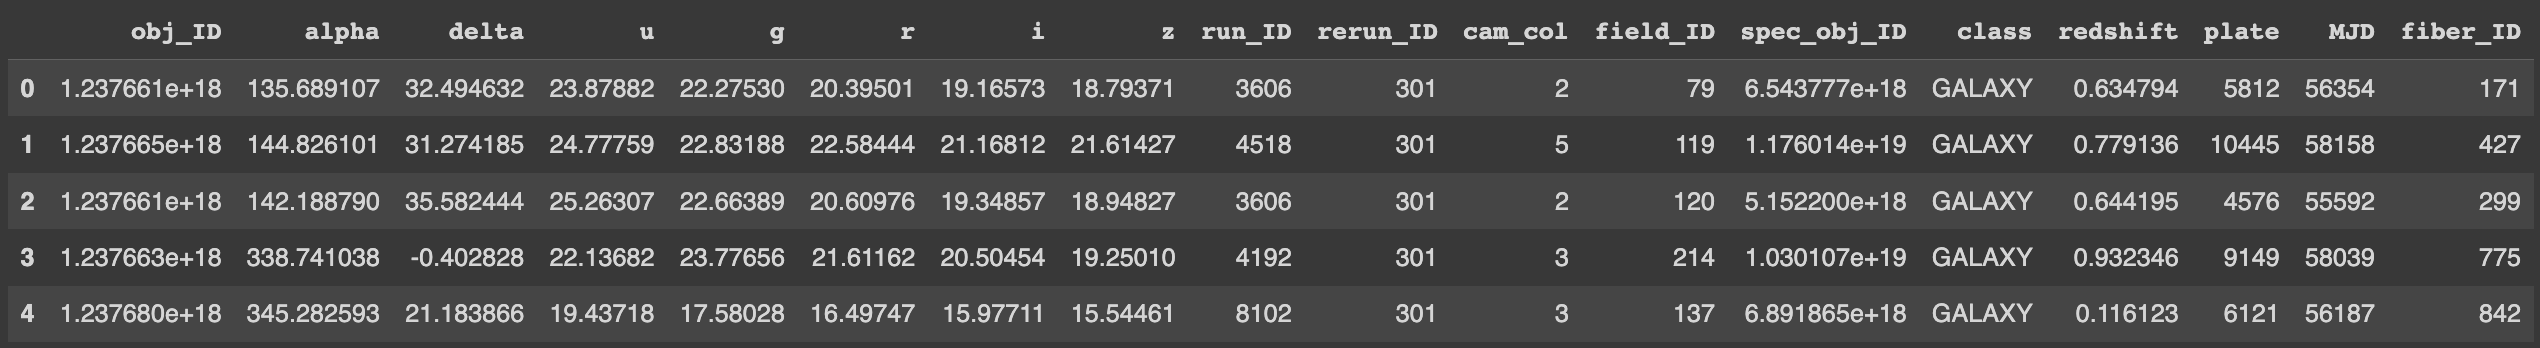 obj_ID alpha delta u g r i z run_ID rerun_ID cam_col field_ID spec_obj_ID class redshift plate MJD fiber_ID
0 1.237661e+18 135.689107 32.494632 23.87882 22.27530 20.39501 19.16573 18.79371 3606 301 2 79 6.543777e+18 GALAXY 0.634794 5812 56354 171
1 1.237665e+18 144.826101 31.274185 24.77759 22.83188 22.58444 21.16812 21.61427 4518 301 5 119 1.176014e+19 GALAXY 0.779136 10445 58158 427
2 1.237661e+18 142.188790 35.582444 25.26307 22.66389 20.60976 19.34857 18.94827 3606 301 2 120 5.152200e+18 GALAXY 0.644195 4576 55592 299
3 1.237663e+18 338.741038 -0.402828 22.13682 23.77656 21.61162 20.50454 19.25010 4192 301 3 214 1.030107e+19 GALAXY 0.932346 9149 58039 775
4 1.237680e+18 345.282593 21.183866 19.43718 17.58028 16.49747 15.97711 15.54461 8102 301 3 137 6.891865e+18 GALAXY 0.116123 6121 56187 842